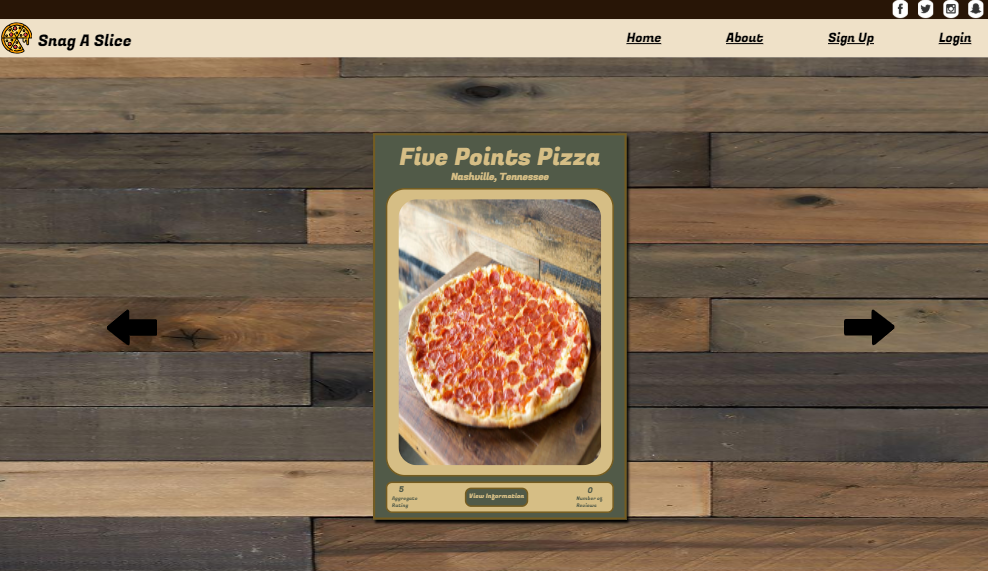 Snag A Slice
Home About Sign Up Login
Five Points Pizza
Nashville, Tennessee
5
Aggregate
Rating
View Information
0
Number of
Reviews